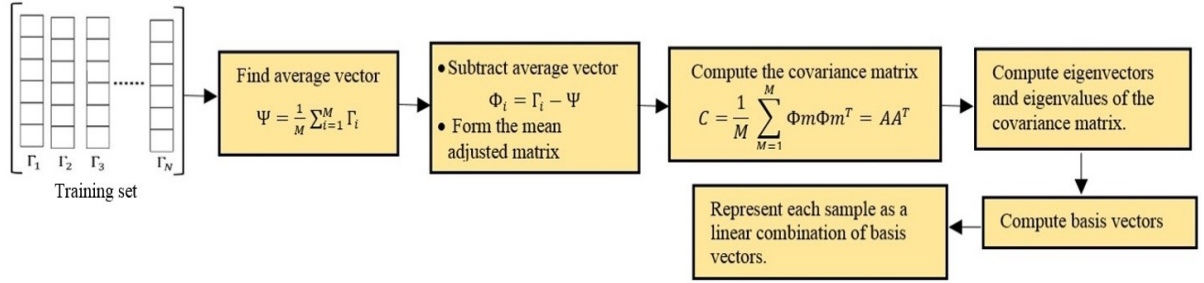 Γ1 Γ2 Γ3 ...... ΓN
Training set
Find average vector
Ψ = 1/M ∑_{i=1}^{M} Γi
• Subtract average vector
Φi = Γi − Ψ
• Form the mean
adjusted matrix
Compute the covariance matrix
C = 1/M ∑_{M=1}^{M} ΦmΦm^T = AA^T
Compute eigenvectors
and eigenvalues of the
covariance matrix.
Compute basis vectors
Represent each sample as a
linear combination of basis
vectors.